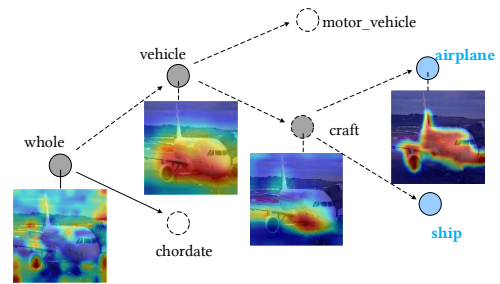 motor_vehicle
vehicle
airplane
craft
whole
chordate
ship